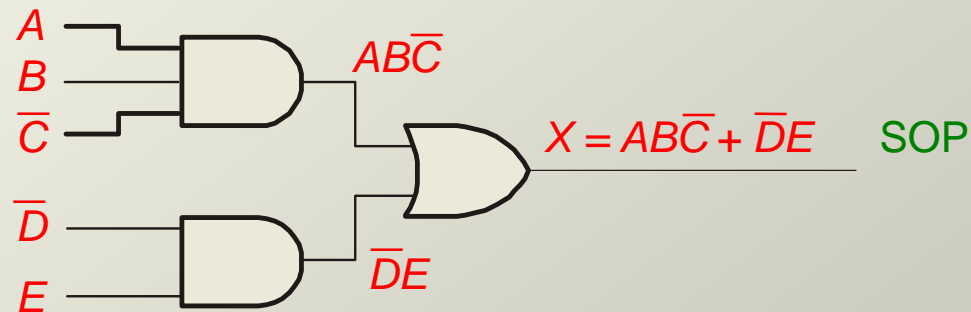 A
B
C̅
D̅
E
ABC̅
D̅E
X = ABC̅ + D̅E
SOP